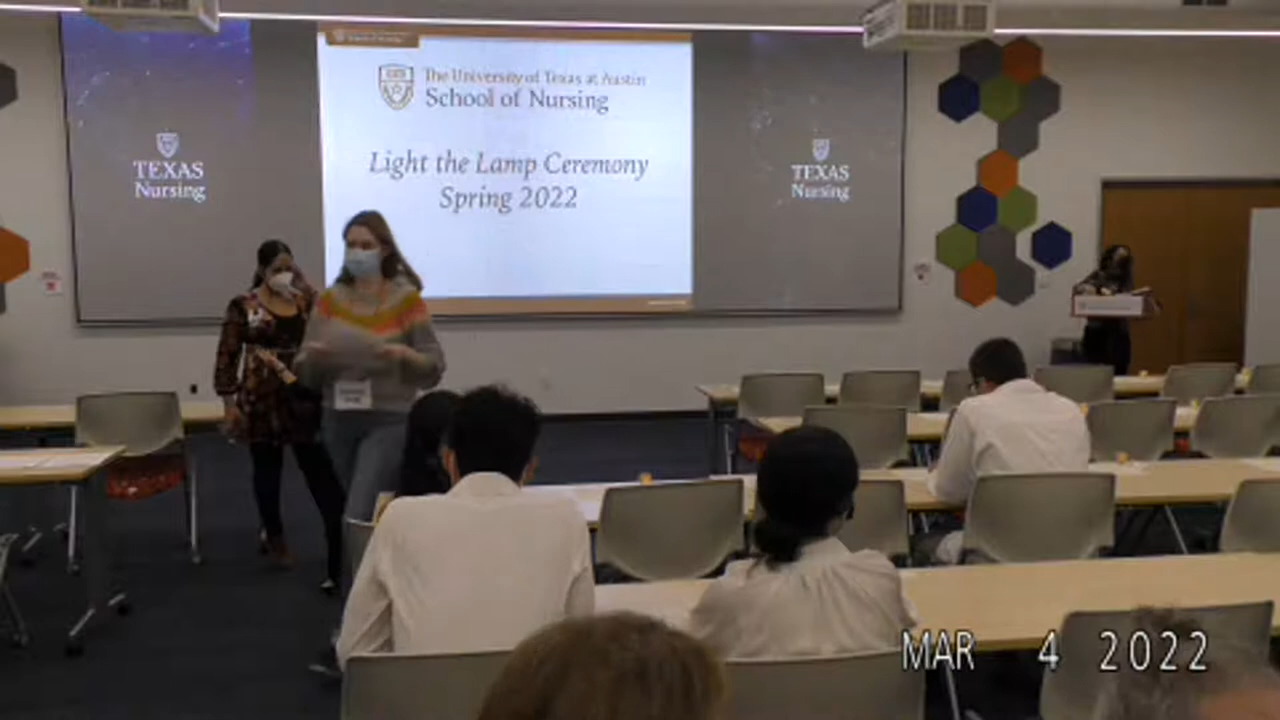 The University of Texas at Austin
School of Nursing
Light the Lamp Ceremony
Spring 2022
TEXAS
Nursing
TEXAS
Nursing
MAR 4 2022